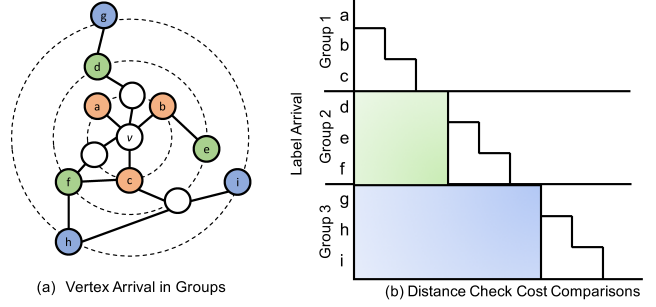 g
d
a
b
v
e
f
c
i
h
(a) Vertex Arrival in Groups
Label Arrival
Group 1
a
b
c
Group 2
d
e
f
Group 3
g
h
i
(b) Distance Check Cost Comparisons